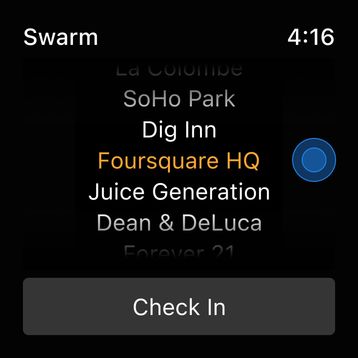 Swarm 4:16
La Colombe
SoHo Park
Dig Inn
Foursquare HQ
Juice Generation
Dean & DeLuca
Forever 21
Check In